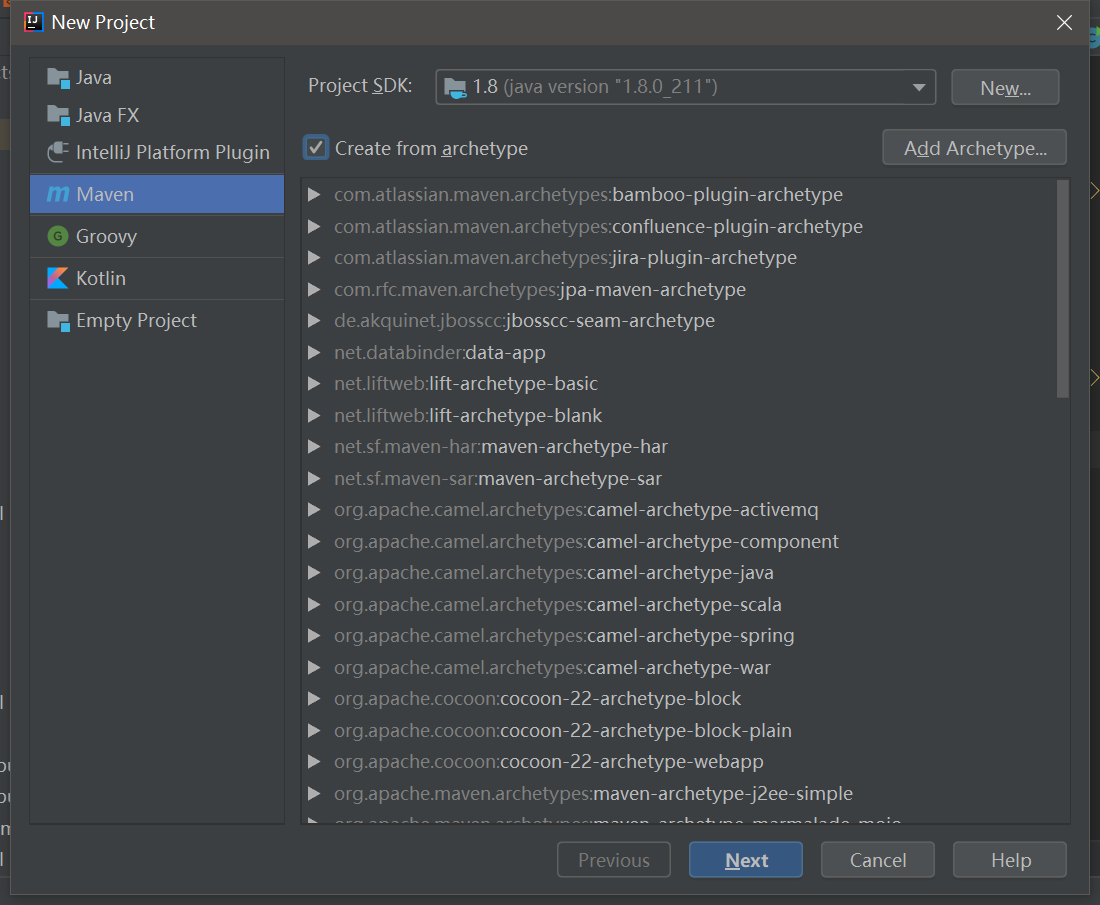 New Project
Java
Java FX
IntelliJ Platform Plugin
Maven
Groovy
Kotlin
Empty Project
Project SDK:
1.8 (java version "1.8.0_211")
New...
Create from archetype
Add Archetype...
com.atlassian.maven.archetypes:bamboo-plugin-archetype
com.atlassian.maven.archetypes:confluence-plugin-archetype
com.atlassian.maven.archetypes:jira-plugin-archetype
com.rfc.maven.archetypes:jpa-maven-archetype
de.akquinet.jbosscc:jbosscc-seam-archetype
net.databinder:data-app
net.liftweb:lift-archetype-basic
net.liftweb:lift-archetype-blank
net.sf.maven-har:maven-archetype-har
net.sf.maven-sar:maven-archetype-sar
org.apache.camel.archetypes:camel-archetype-activemq
org.apache.camel.archetypes:camel-archetype-component
org.apache.camel.archetypes:camel-archetype-java
org.apache.camel.archetypes:camel-archetype-scala
org.apache.camel.archetypes:camel-archetype-spring
org.apache.camel.archetypes:camel-archetype-war
org.apache.cocoon:cocoon-22-archetype-block
org.apache.cocoon:cocoon-22-archetype-block-plain
org.apache.cocoon:cocoon-22-archetype-webapp
org.apache.maven.archetypes:maven-archetype-j2ee-simple
org.apache.maven.archetypes:maven-archetype-marmalade-mojo
Previous
Next
Cancel
Help